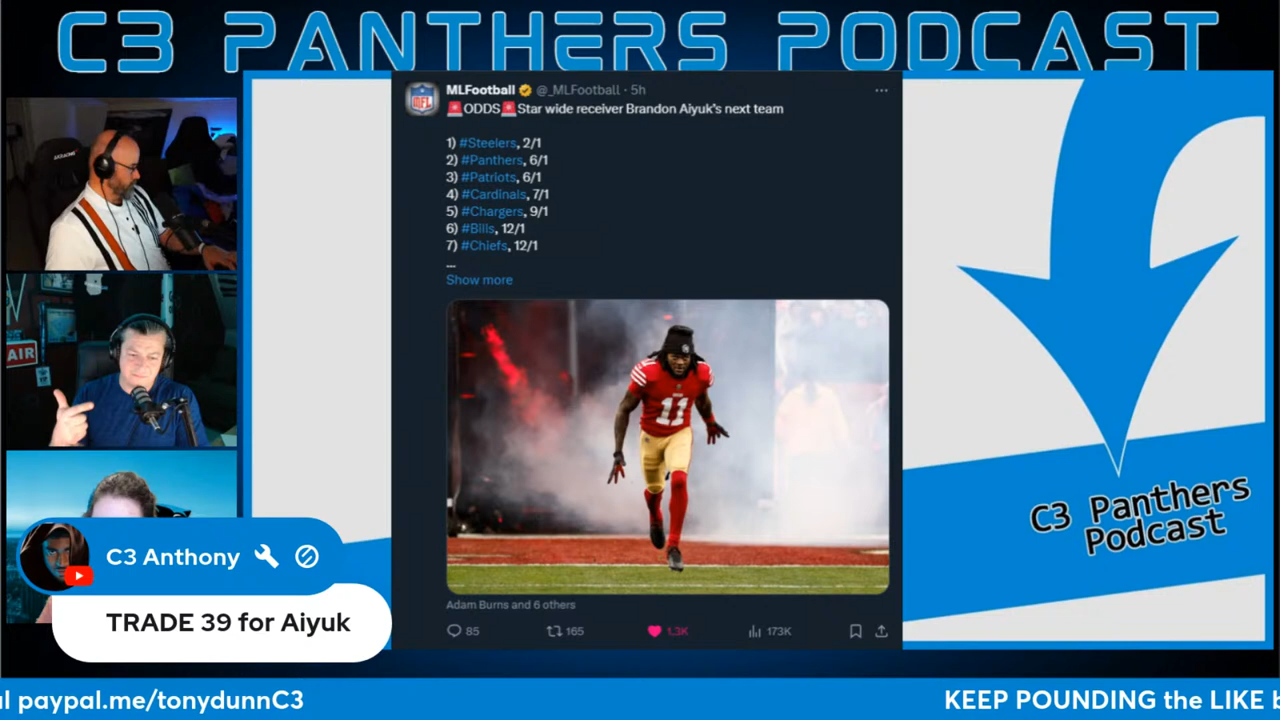 C3 PANTHERS PODCAST
MLFootball @_MLFootball · 5h
🚨ODDS🚨Star wide receiver Brandon Aiyuk's next team
1) #Steelers, 2/1
2) #Panthers, 6/1
3) #Patriots, 6/1
4) #Cardinals, 7/1
5) #Chargers, 9/1
6) #Bills, 12/1
7) #Chiefs, 12/1
...
Show more
11
AIR
C3 Panthers
Podcast
C3 Anthony
TRADE 39 for Aiyuk
Adam Burns and 6 others
85 165 1.3K 173K
al paypal.me/tonydunnC3
KEEP POUNDING the LIKE b